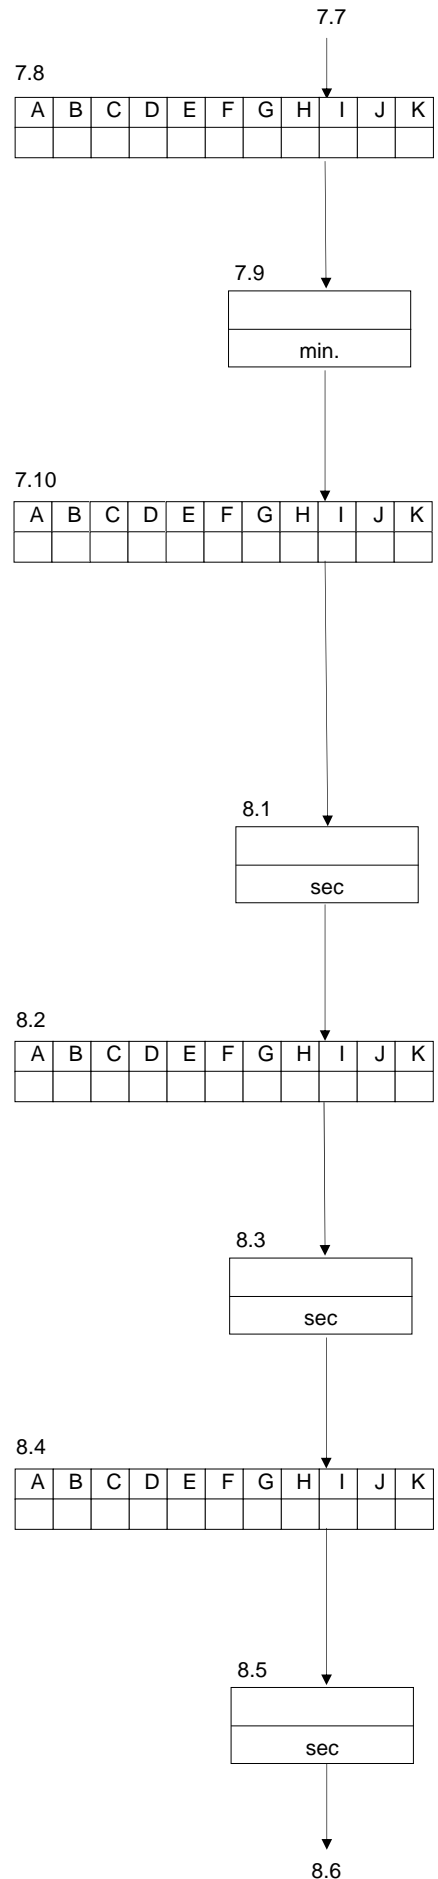 7.7
7.8
A B C D E F G H I J K
7.9
min.
7.10
A B C D E F G H I J K
8.1
sec
8.2
A B C D E F G H I J K
8.3
sec
8.4
A B C D E F G H I J K
8.5
sec
8.6